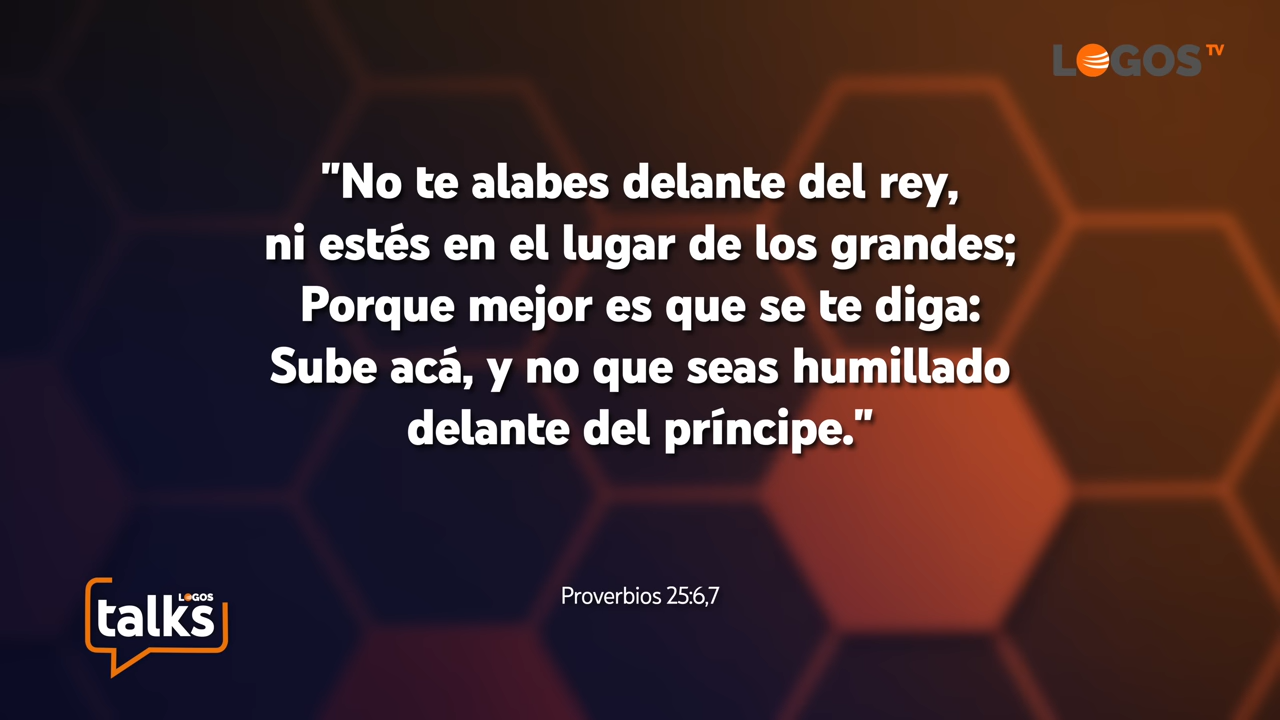 LOGOS TV
"No te alabes delante del rey,
ni estés en el lugar de los grandes;
Porque mejor es que se te diga:
Sube acá, y no que seas humillado
delante del príncipe."
Proverbios 25:6,7
LOGOS
talks